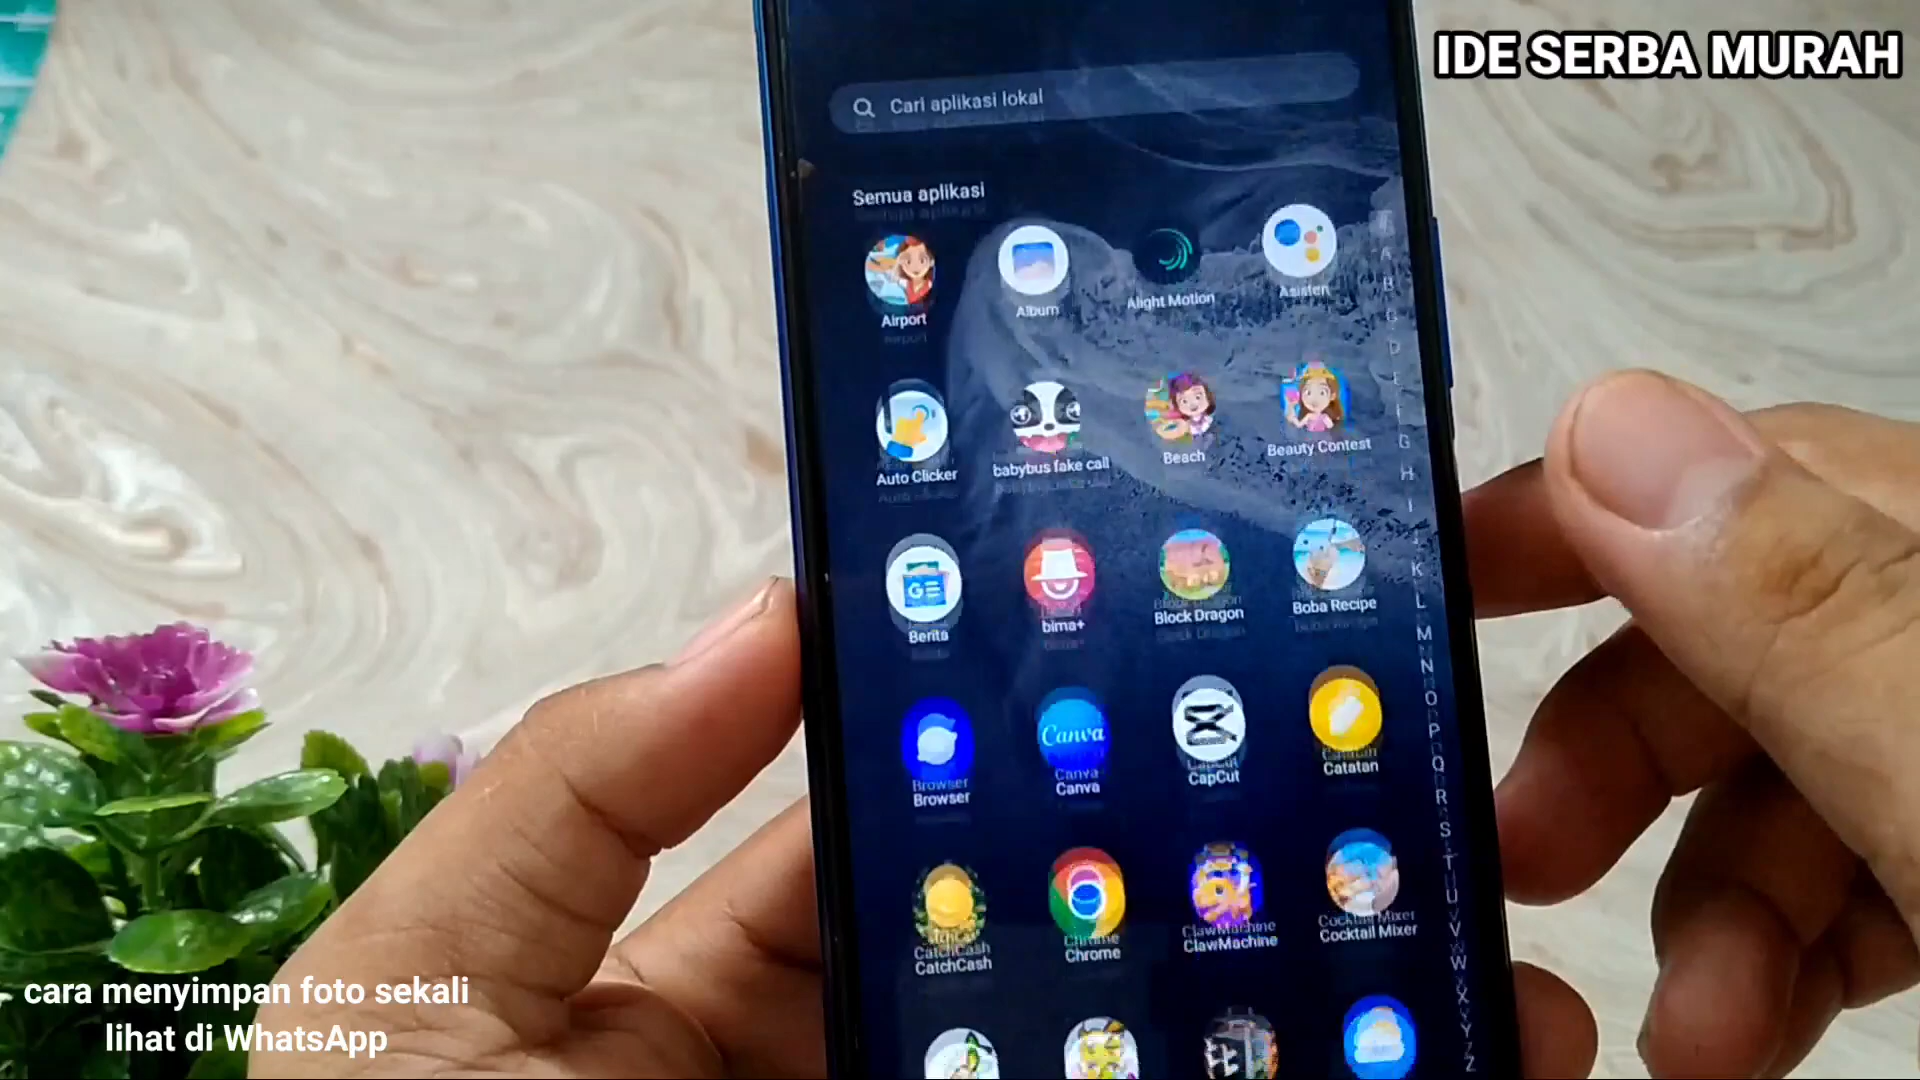 IDE SERBA MURAH
Cari aplikasi lokal
Semua aplikasi
Airport
Album
Alight Motion
Asisten
Auto Clicker
babybus fake call
Beach
Beauty Contest
GE
Berita
bima+
Block Dragon
Boba Recipe
Canva
Browser
Canva
CapCut
Catatan
CatchCash
Chrome
ClawMachine
Cocktail Mixer
A
B
C
D
E
F
G
H
I
J
K
L
M
N
O
P
Q
R
S
T
U
V
W
X
Y
Z
cara menyimpan foto sekali
lihat di WhatsApp